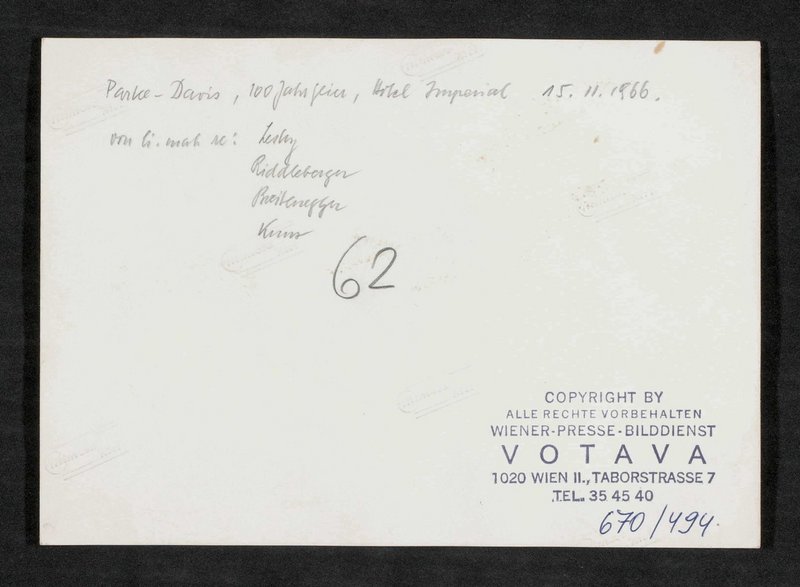 Parke-Davis, 100 Jahrfeier, Hotel Imperial 15. 11. 1966.
von li. nach re:
Riddleberger
Breitenegger
62
COPYRIGHT BY
ALLE RECHTE VORBEHALTEN
WIENER-PRESSE-BILDDIENST
VOTAVA
1020 WIEN II., TABORSTRASSE 7
TEL. 35 45 40
670/494.